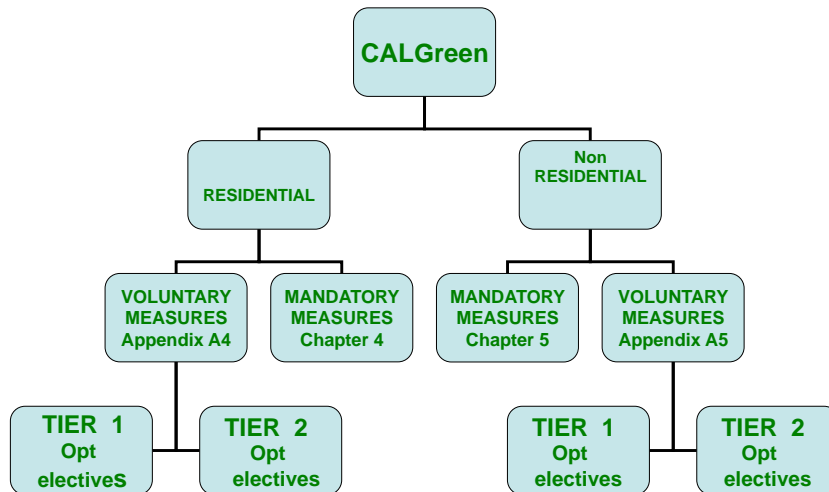 CALGreen
RESIDENTIAL
Non
RESIDENTIAL
VOLUNTARY
MEASURES
Appendix A4
MANDATORY
MEASURES
Chapter 4
MANDATORY
MEASURES
Chapter 5
VOLUNTARY
MEASURES
Appendix A5
TIER 1
Opt
electiveS
TIER 2
Opt
electives
TIER 1
Opt
electives
TIER 2
Opt
electives